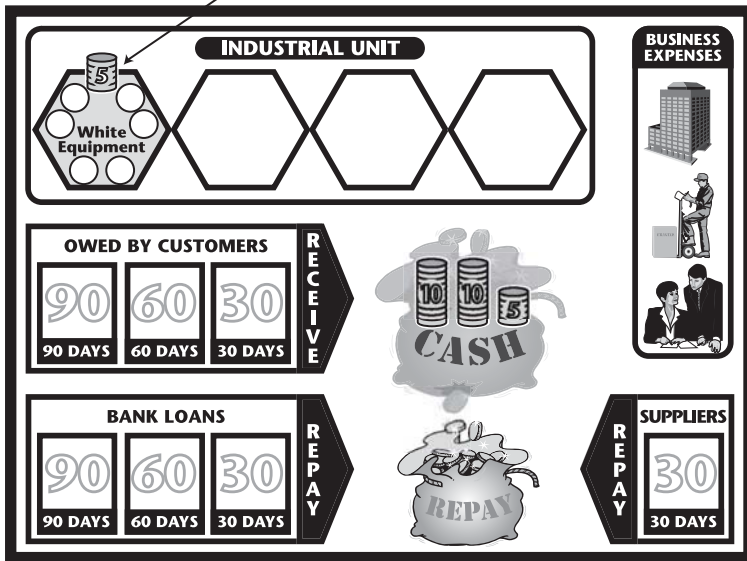 INDUSTRIAL UNIT
BUSINESS
EXPENSES
5
White
Equipment
OWED BY CUSTOMERS
90 60 30
90 DAYS 60 DAYS 30 DAYS
RECEIVE
10 10 5
CASH
BANK LOANS
90 60 30
90 DAYS 60 DAYS 30 DAYS
REPAY
REPAY
REPAY
SUPPLIERS
30
30 DAYS